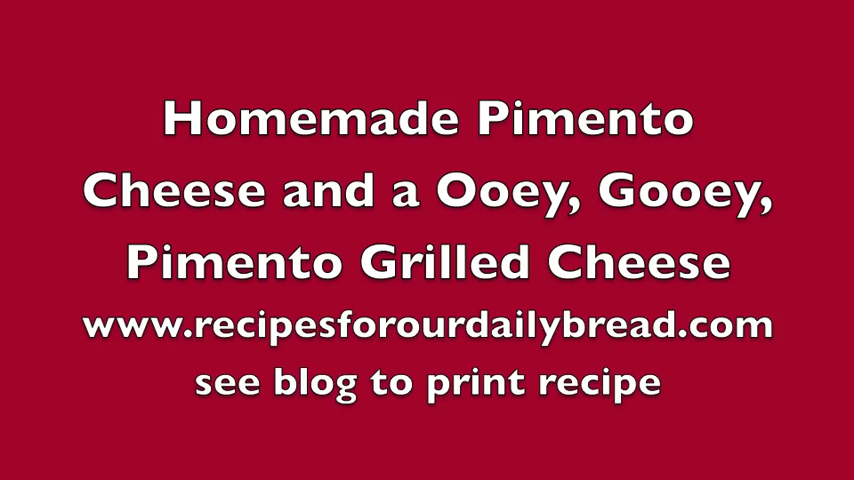 Homemade Pimento
Cheese and a Ooey, Gooey,
Pimento Grilled Cheese
www.recipesforourdailybread.com
see blog to print recipe